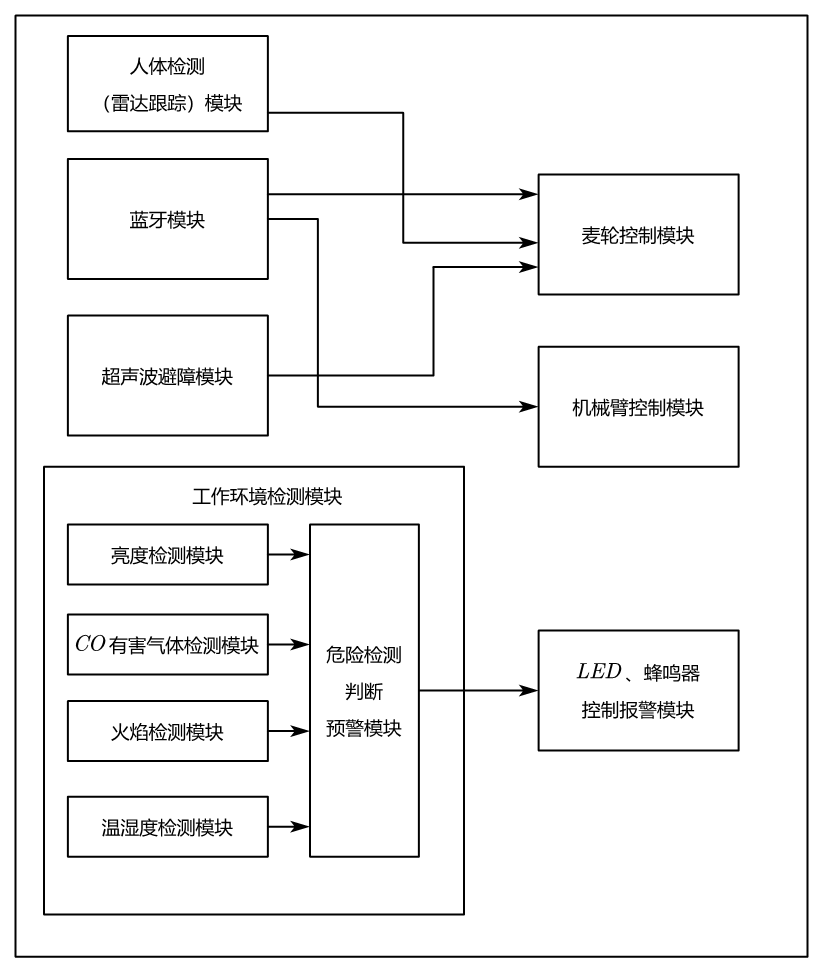 人体检测
（雷达跟踪）模块
蓝牙模块
麦轮控制模块
超声波避障模块
机械臂控制模块
工作环境检测模块
亮度检测模块
CO有害气体检测模块
火焰检测模块
温湿度检测模块
危险检测
判断
预警模块
LED、蜂鸣器
控制报警模块